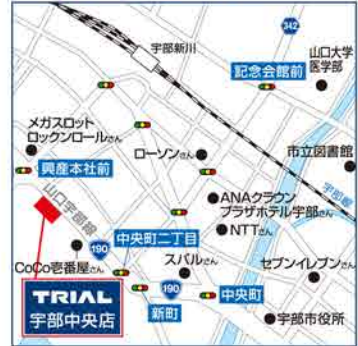 342
宇部新川
山口大学
医学部
記念会館前
メガスロット
ロックンロールさん
ローソンさん
市立図書館
興産本社前
宇部線
山口宇部線
ANAクラウン
プラザホテル宇部さん
NTTさん
190
中央町二丁目
CoCo壱番屋さん
スバルさん
セブンイレブンさん
190
中央町
新町
TRIAL
宇部中央店
宇部市役所